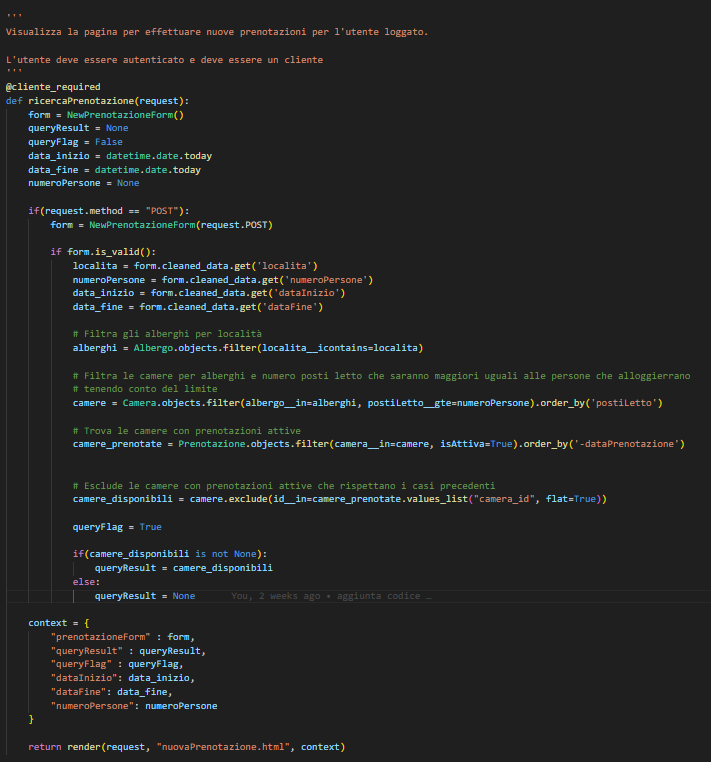 '''
Visualizza la pagina per effettuare nuove prenotazioni per l'utente loggato.

L'utente deve essere autenticato e deve essere un cliente
'''
@cliente_required
def ricercaPrenotazione(request):
    form = NewPrenotazioneForm()
    queryResult = None
    queryFlag = False
    data_inizio = datetime.date.today
    data_fine = datetime.date.today
    numeroPersone = None

    if(request.method == "POST"):
        form = NewPrenotazioneForm(request.POST)

        if form.is_valid():
            localita = form.cleaned_data.get('localita')
            numeroPersone = form.cleaned_data.get('numeroPersone')
            data_inizio = form.cleaned_data.get('dataInizio')
            data_fine = form.cleaned_data.get('dataFine')

            # Filtra gli alberghi per località
            alberghi = Albergo.objects.filter(localita__icontains=localita)

            # Filtra le camere per alberghi e numero posti letto che saranno maggiori uguali alle persone che alloggierrano
            # tenendo conto del limite
            camere = Camera.objects.filter(albergo__in=alberghi, postiLetto__gte=numeroPersone).order_by('postiLetto')

            # Trova le camere con prenotazioni attive
            camere_prenotate = Prenotazione.objects.filter(camera__in=camere, isAttiva=True).order_by('-dataPrenotazione')


            # Esclude le camere con prenotazioni attive che rispettano i casi precedenti
            camere_disponibili = camere.exclude(id__in=camere_prenotate.values_list("camera_id", flat=True))

            queryFlag = True

            if(camere_disponibili is not None):
                queryResult = camere_disponibili
            else:
                queryResult = None      You, 2 weeks ago • aggiunta codice …

    context = {
        "prenotazioneForm" : form,
        "queryResult" : queryResult,
        "queryFlag" : queryFlag,
        "dataInizio": data_inizio,
        "dataFine": data_fine,
        "numeroPersone": numeroPersone
    }

    return render(request, "nuovaPrenotazione.html", context)